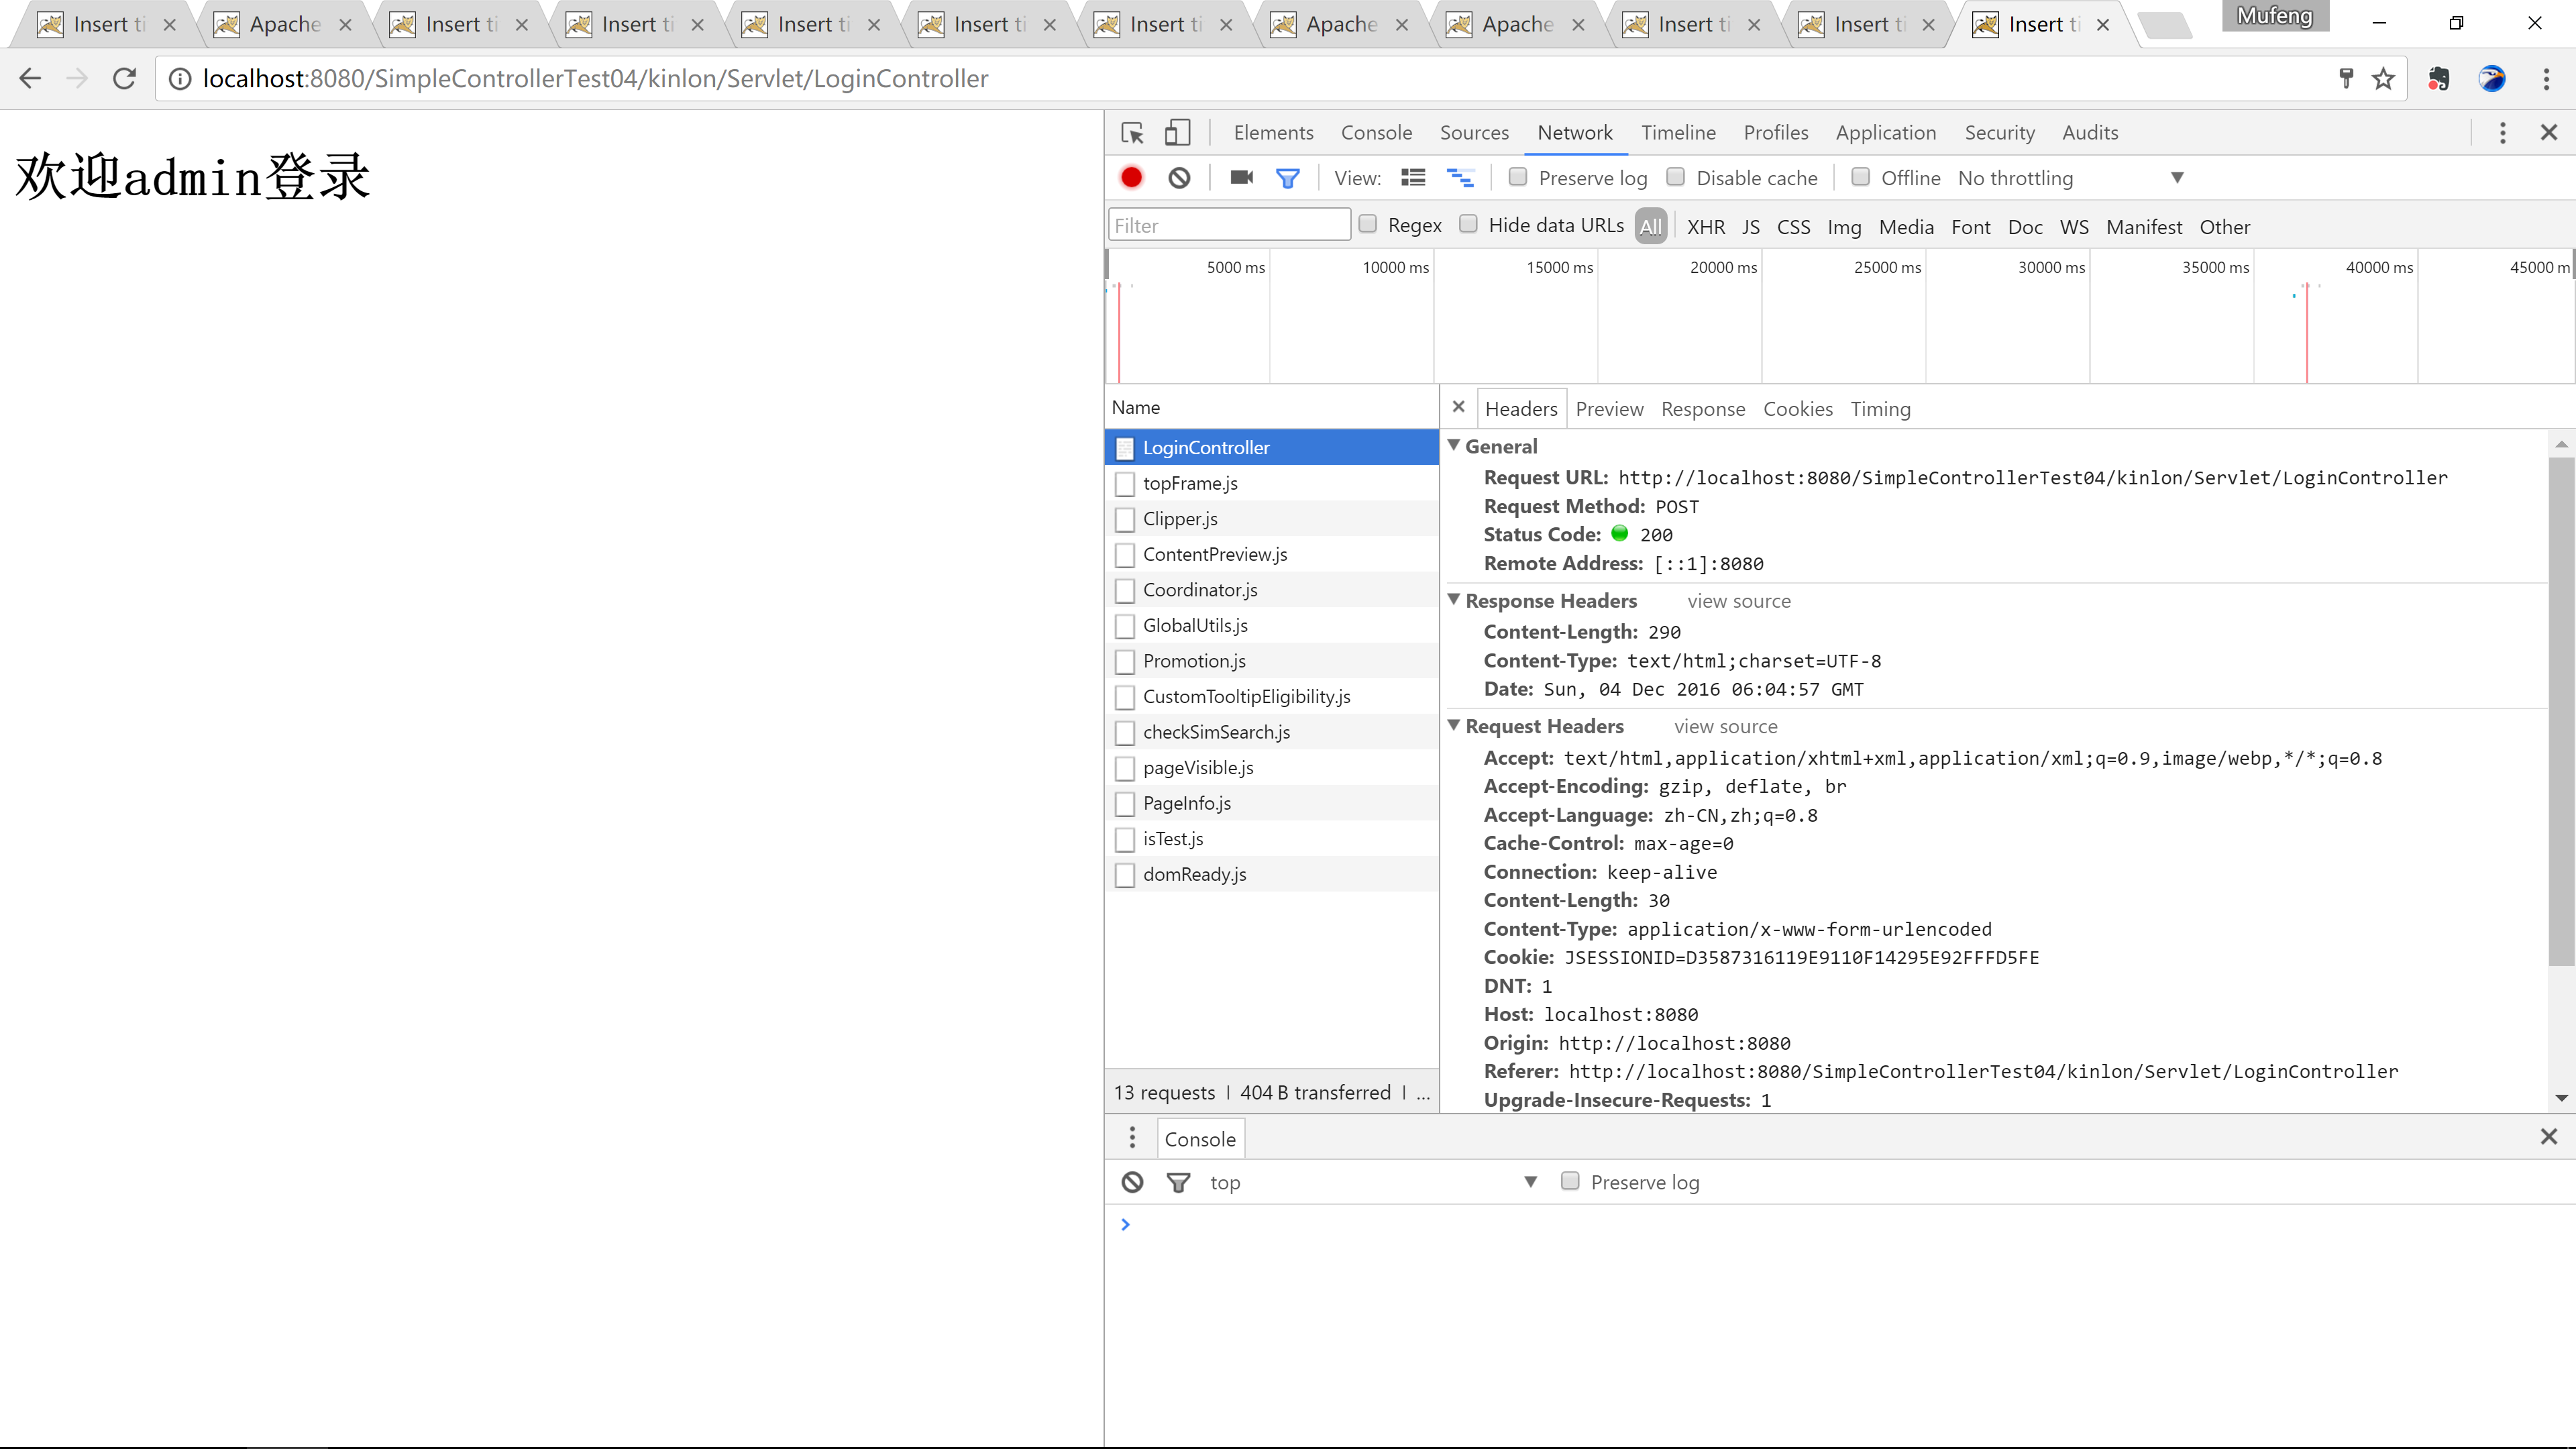 Insert ti Apache Insert ti Insert ti Insert ti Insert ti Insert ti Apache Apache Insert ti Insert ti Insert ti Mufeng
localhost:8080/SimpleControllerTest04/kinlon/Servlet/LoginController
欢迎admin登录
Elements Console Sources Network Timeline Profiles Application Security Audits
View: Preserve log Disable cache Offline No throttling
Filter Regex Hide data URLs All XHR JS CSS Img Media Font Doc WS Manifest Other
5000 ms 10000 ms 15000 ms 20000 ms 25000 ms 30000 ms 35000 ms 40000 ms 45000 m
Name
LoginController
topFrame.js
Clipper.js
ContentPreview.js
Coordinator.js
GlobalUtils.js
Promotion.js
CustomTooltipEligibility.js
checkSimSearch.js
pageVisible.js
PageInfo.js
isTest.js
domReady.js
13 requests | 404 B transferred | ...
Headers Preview Response Cookies Timing
General
Request URL: http://localhost:8080/SimpleControllerTest04/kinlon/Servlet/LoginController
Request Method: POST
Status Code: 200
Remote Address: [::1]:8080
Response Headers view source
Content-Length: 290
Content-Type: text/html;charset=UTF-8
Date: Sun, 04 Dec 2016 06:04:57 GMT
Request Headers view source
Accept: text/html,application/xhtml+xml,application/xml;q=0.9,image/webp,*/*;q=0.8
Accept-Encoding: gzip, deflate, br
Accept-Language: zh-CN,zh;q=0.8
Cache-Control: max-age=0
Connection: keep-alive
Content-Length: 30
Content-Type: application/x-www-form-urlencoded
Cookie: JSESSIONID=D3587316119E9110F14295E92FFFD5FE
DNT: 1
Host: localhost:8080
Origin: http://localhost:8080
Referer: http://localhost:8080/SimpleControllerTest04/kinlon/Servlet/LoginController
Upgrade-Insecure-Requests: 1
Console
top Preserve log